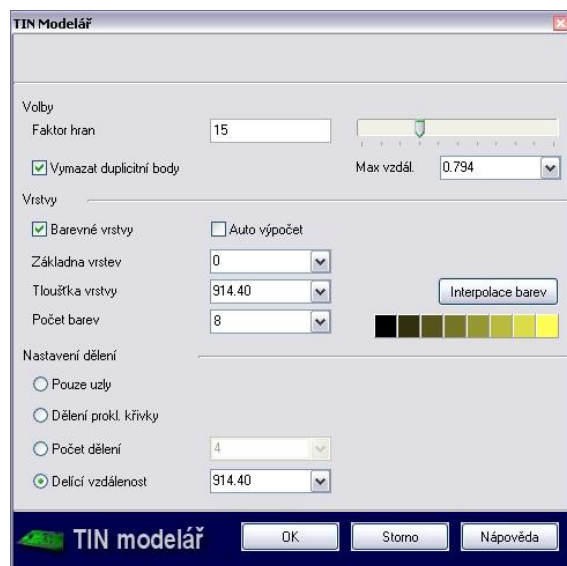 TIN Modelář
Volby
Faktor hran 15
Vymazat duplicitní body Max vzdál. 0.794
Vrstvy
Barevné vrstvy Auto výpočet
Základna vrstev 0
Tloušťka vrstvy 914.40 Interpolace barev
Počet barev 8
Nastavení dělení
Pouze uzly
Dělení prokl. křivky
Počet dělení 4
Delící vzdálenost 914.40
TIN modelář OK Storno Nápověda